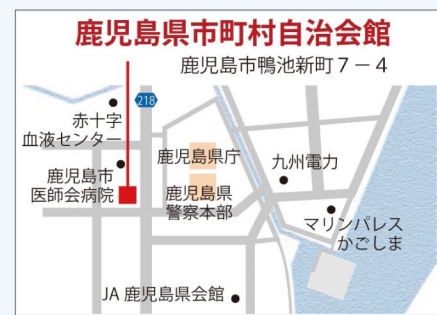 鹿児島県市町村自治会館
鹿児島市鴨池新町７－４
218
赤十字
血液センター
鹿児島市
医師会病院
鹿児島県庁
鹿児島県
警察本部
九州電力
マリンパレス
かごしま
JA 鹿児島県会館